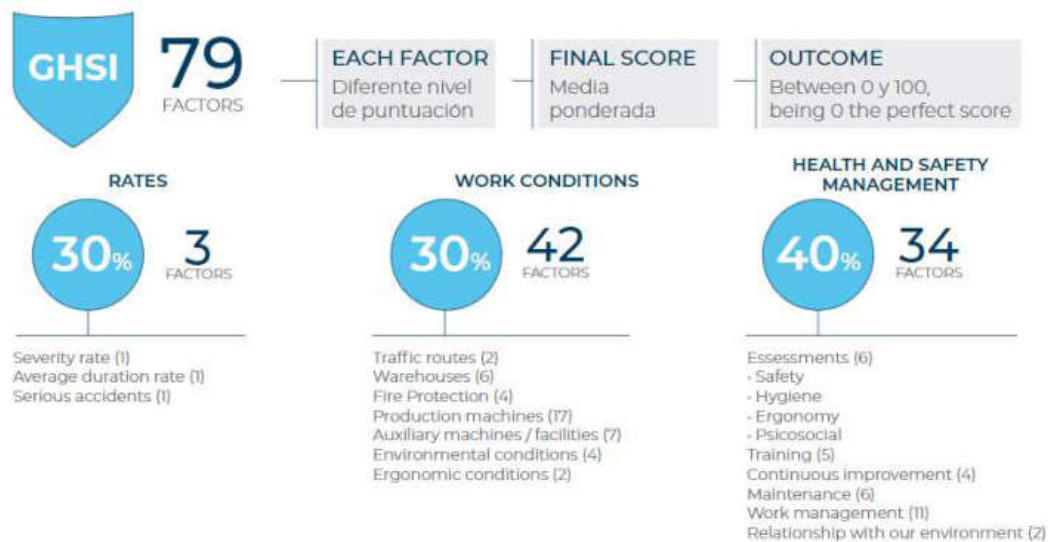 GHSI
79
FACTORS
EACH FACTOR
Diferente nivel
de puntuación
FINAL SCORE
Media
ponderada
OUTCOME
Between 0 y 100,
being 0 the perfect score
RATES
30%
3
FACTORS
Severity rate (1)
Average duration rate (1)
Serious accidents (1)
WORK CONDITIONS
30%
42
FACTORS
Traffic routes (2)
Warehouses (6)
Fire Protection (4)
Production machines (17)
Auxiliary machines / facilities (7)
Environmental conditions (4)
Ergonomic conditions (2)
HEALTH AND SAFETY
MANAGEMENT
40%
34
FACTORS
Essessments (6)
• Safety
• Hygiene
• Ergonomy
• Psicosocial
Training (5)
Continuous improvement (4)
Maintenance (6)
Work management (11)
Relationship with our environment (2)